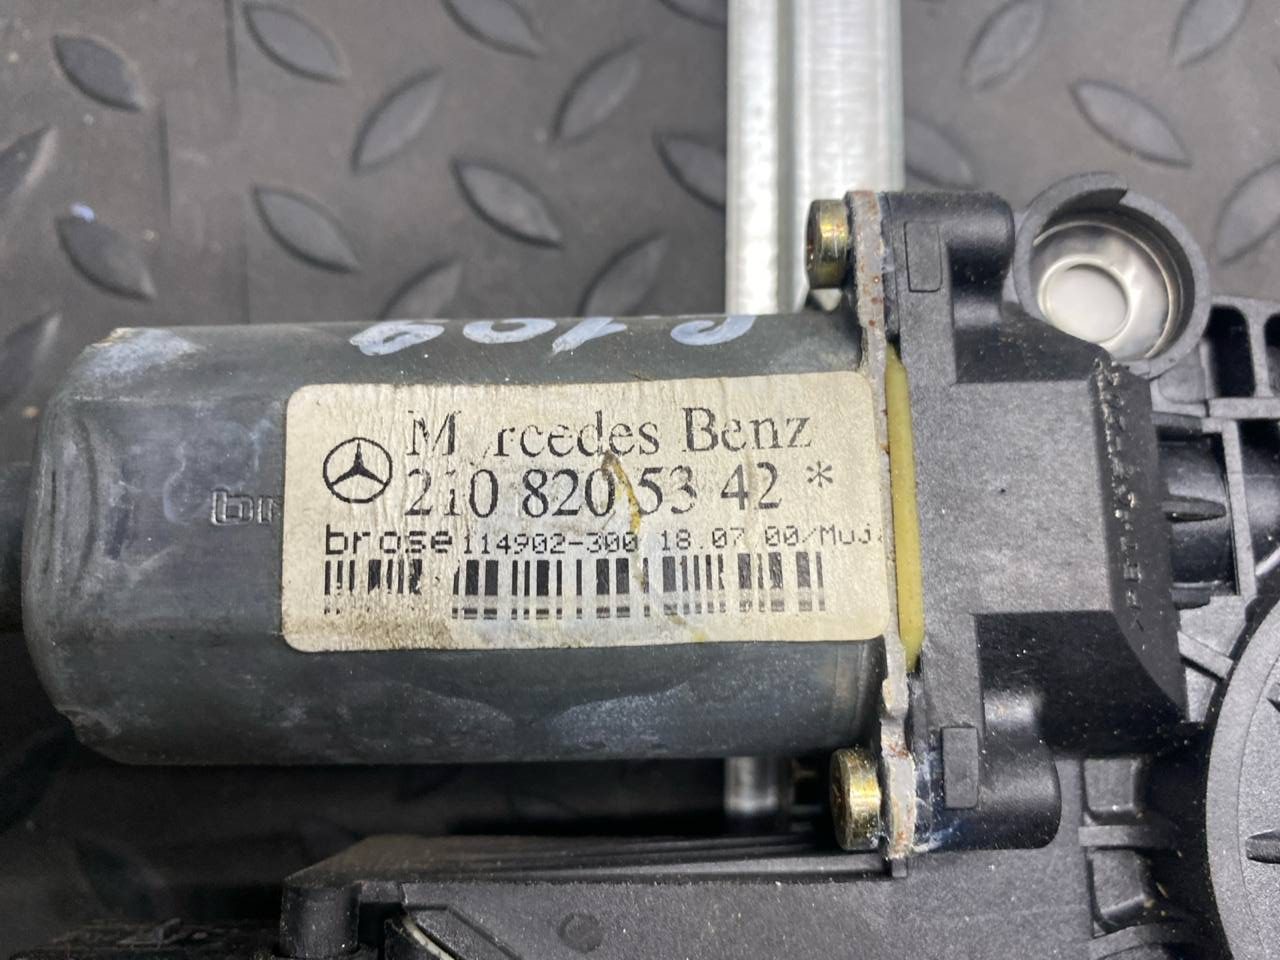 Mercedes Benz
210 820 53 42 *
brose 114902-300 18.07.00/Muj